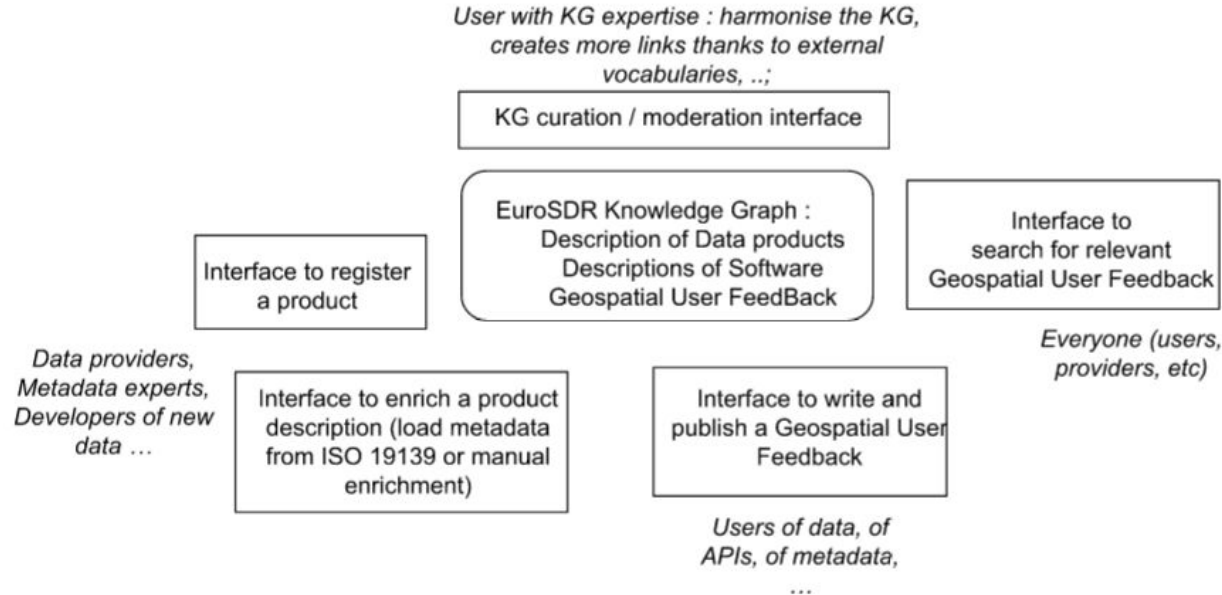 User with KG expertise : harmonise the KG,
creates more links thanks to external
vocabularies, ..;
KG curation / moderation interface
EuroSDR Knowledge Graph :
Description of Data products
Descriptions of Software
Geospatial User FeedBack
Interface to
search for relevant
Geospatial User Feedback
Everyone (users,
providers, etc)
Interface to register
a product
Data providers,
Metadata experts,
Developers of new
data …
Interface to enrich a product
description (load metadata
from ISO 19139 or manual
enrichment)
Interface to write and
publish a Geospatial User
Feedback
Users of data, of
APIs, of metadata,
…